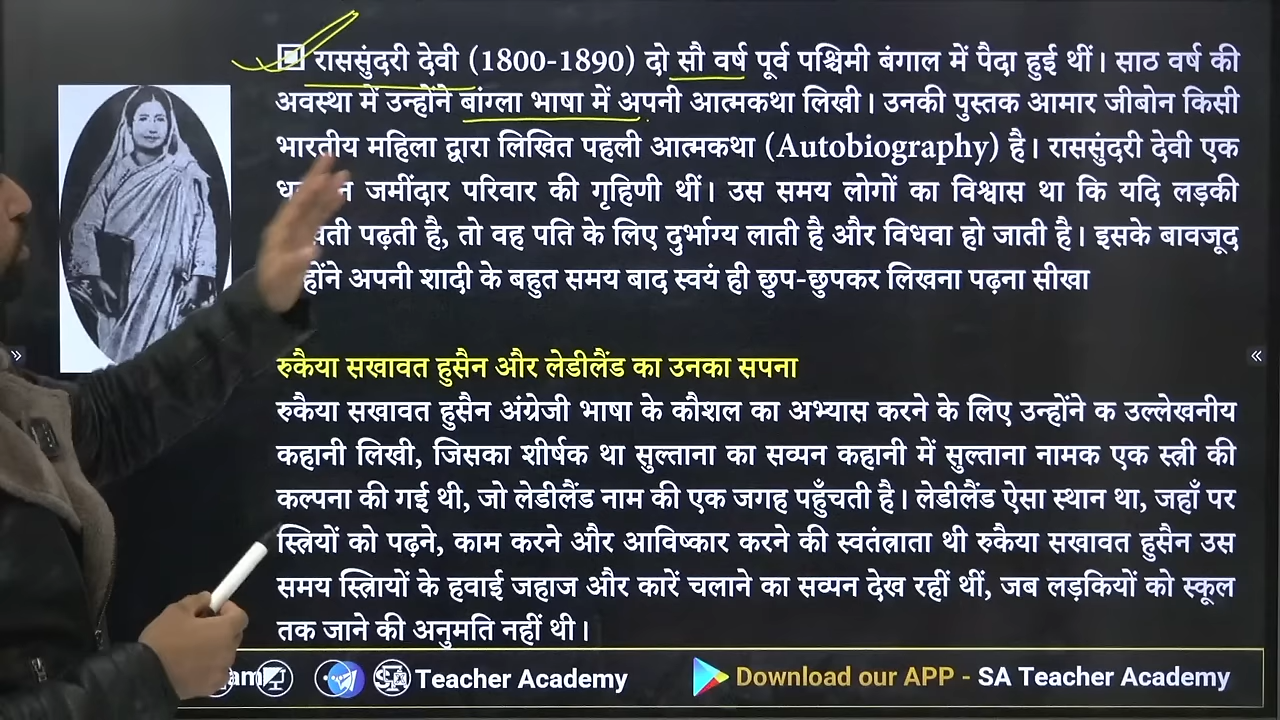 राससुंदरी देवी (1800-1890) दो सौ वर्ष पूर्व पश्चिमी बंगाल में पैदा हुई थीं। साठ वर्ष की
अवस्था में उन्होंने बांग्ला भाषा में अपनी आत्मकथा लिखी। उनकी पुस्तक आमार जीबोन किसी
भारतीय महिला द्वारा लिखित पहली आत्मकथा (Autobiography) है। राससुंदरी देवी एक
जमींदार परिवार की गृहिणी थीं। उस समय लोगों का विश्वास था कि यदि लड़की
पढ़ती है, तो वह पति के लिए दुर्भाग्य लाती है और विधवा हो जाती है। इसके बावजूद
अपनी शादी के बहुत समय बाद स्वयं ही छुप-छुपकर लिखना पढ़ना सीखा
रुकैया सखावत हुसैन और लेडीलैंड का उनका सपना
रुकैया सखावत हुसैन अंग्रेजी भाषा के कौशल का अभ्यास करने के लिए उन्होंने क उल्लेखनीय
कहानी लिखी, जिसका शीर्षक था सुल्ताना का सव्पन कहानी में सुल्ताना नामक एक स्त्री की
कल्पना की गई थी, जो लेडीलैंड नाम की एक जगह पहुँचती है। लेडीलैंड ऐसा स्थान था, जहाँ पर
स्त्रियों को पढ़ने, काम करने और आविष्कार करने की स्वतंत्राता थी रुकैया सखावत हुसैन उस
समय स्त्रिायों के हवाई जहाज और कारें चलाने का सव्पन देख रहीं थीं, जब लड़कियों को स्कूल
तक जाने की अनुमति नहीं थी।
Teacher Academy
Download our APP - SA Teacher Academy